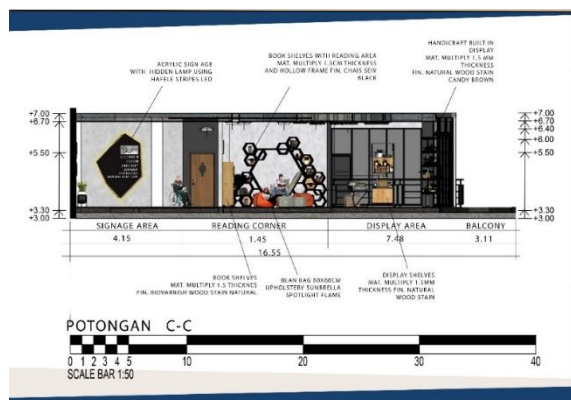 HANDICRAFT BUILT IN
DISPLAY
MAT. MULTIPLY 1.5 MM
THICKNESS
FIN. NATURAL WOOD STAIN
CANDY BROWN
BOOK SHELVES WITH READING AREA
MAT. MULTIPLY 1.5CM THICKNESS
AND HOLLOW FRAME FIN. CHAIS SEIV
BLACK
ACRYLIC SIGN AGE
WITH HIDDEN LAMP USING
HAFELE STRIPES LED
+7.00
+6.70
+5.50
+3.30
+3.00
+7.00
+6.70
+6.40
+6.00
+5.50
+3.30
+3.00
SIGNAGE AREA
READING CORNER
DISPLAY AREA
BALCONY
4.15
1.45
7.48
3.11
16.55
BOOK SHELVES
MAT. MULTIPLY 1.5 THICKNES
FIN. BIOVARNISH WOOD STAIN NATURAL
BEAN BAG 60X60CM
UPHOLSTERY SUNBRELLA
SPOTLIGHT FLAME
DISPLAY SHELVES
MAT. MULTIPLY 1.5MM
THICKNESS FIN. NATURAL
WOOD STAIN
POTONGAN C-C
0 1 2 3 4 5 10 20 30 40
SCALE BAR 1:50